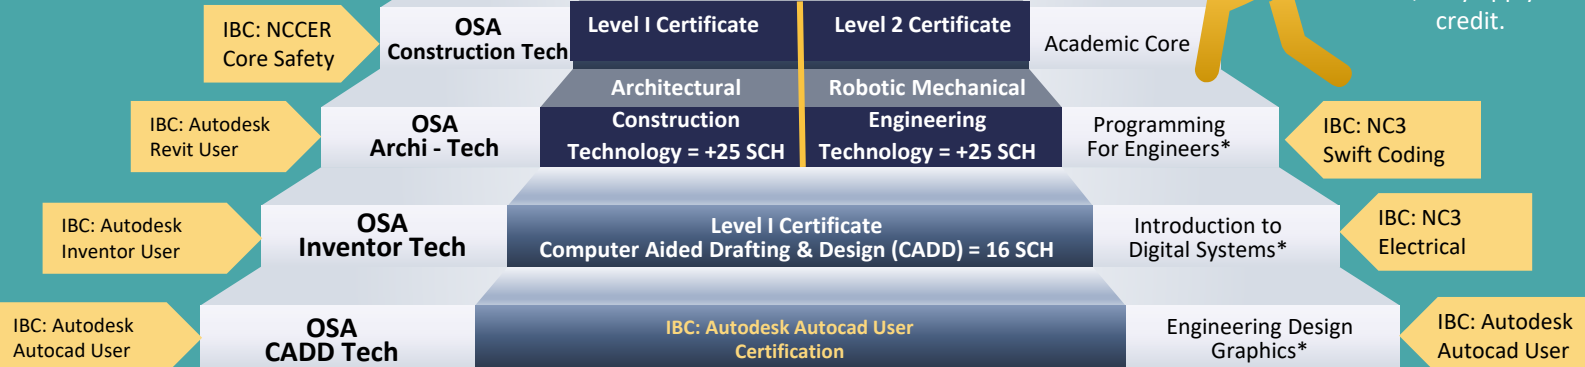 credit.
IBC: NCCER
Core Safety
OSA
Construction Tech
Level I Certificate
Level 2 Certificate
Academic Core
Architectural
Construction
Technology = +25 SCH
Robotic Mechanical
Engineering
Technology = +25 SCH
IBC: Autodesk
Revit User
OSA
Archi - Tech
Programming
For Engineers*
IBC: NC3
Swift Coding
IBC: Autodesk
Inventor User
OSA
Inventor Tech
Level I Certificate
Computer Aided Drafting & Design (CADD) = 16 SCH
Introduction to
Digital Systems*
IBC: NC3
Electrical
IBC: Autodesk
Autocad User
OSA
CADD Tech
IBC: Autodesk Autocad User
Certification
Engineering Design
Graphics*
IBC: Autodesk
Autocad User